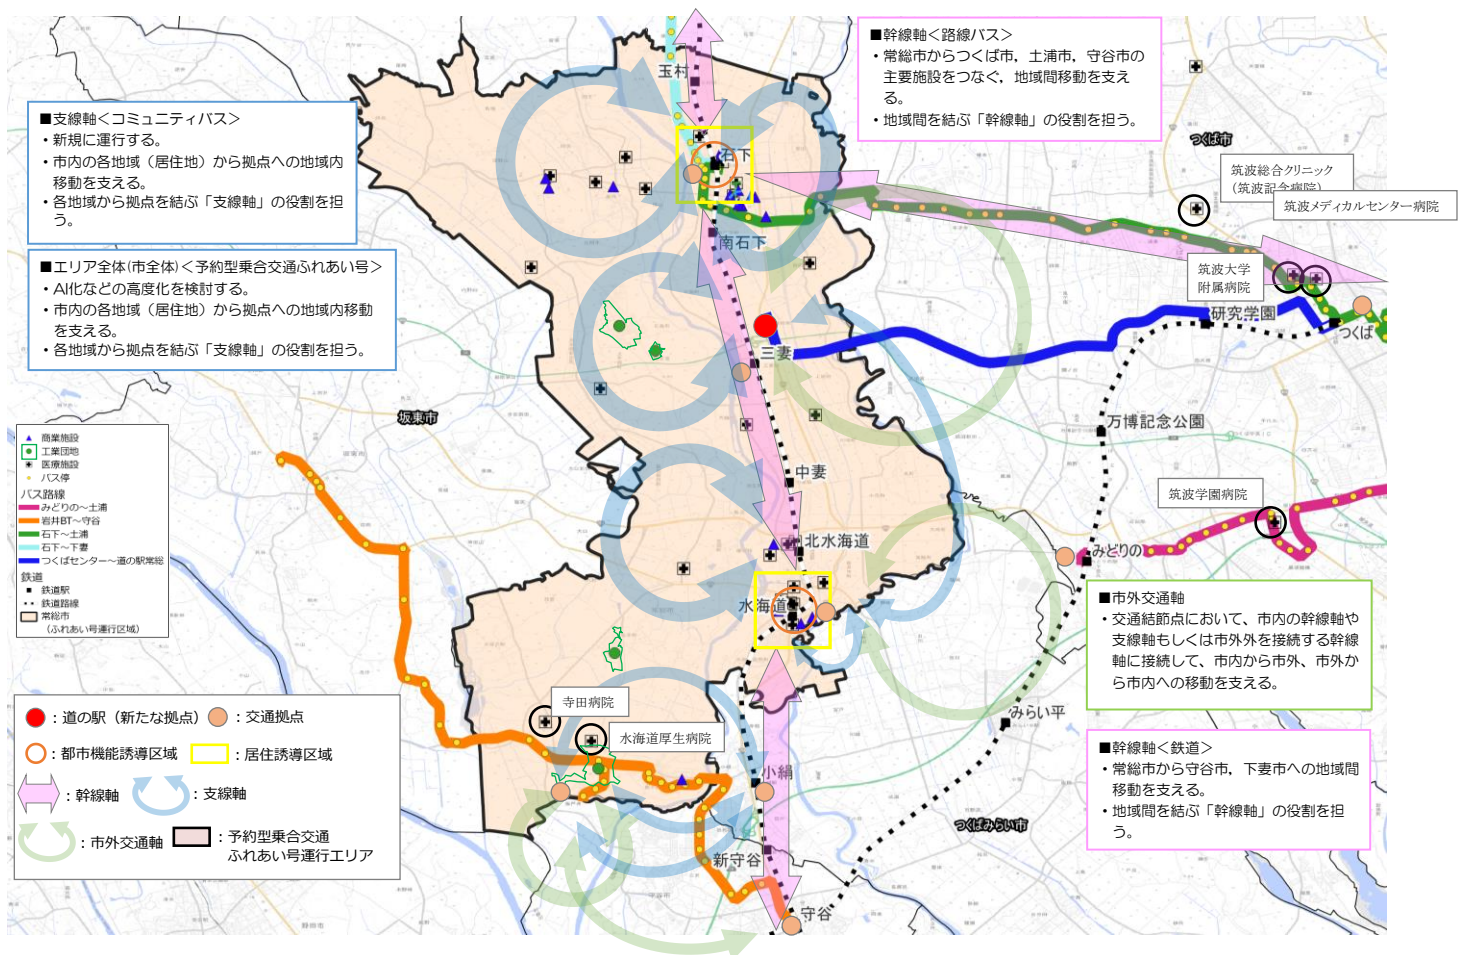 ■幹線軸<路線バス>
・常総市からつくば市，土浦市，守谷市の
主要施設をつなぐ，地域間移動を支え
る。
・地域間を結ぶ「幹線軸」の役割を担う。
■支線軸<コミュニティバス>
・新規に運行する。
・市内の各地域（居住地）から拠点への地域内
移動を支える。
・各地域から拠点を結ぶ「支線軸」の役割を担
う。
■エリア全体(市全体)<予約型乗合交通ふれあい号>
・AI化などの高度化を検討する。
・市内の各地域（居住地）から拠点への地域内移動
を支える。
・各地域から拠点を結ぶ「支線軸」の役割を担う。
玉村
石下
南石下
三妻
中妻
北水海道
水海道
小絹
新守谷
守谷
つくば市
筑波総合クリニック
（筑波記念病院）
筑波メディカルセンター病院
筑波大学
附属病院
研究学園
つくば
万博記念公園
坂東市
筑波学園病院
みどりの
みらい平
つくばみらい市
寺田病院
水海道厚生病院
商業施設
工業団地
医療施設
バス停
バス路線
みどりの～土浦
岩井BT～守谷
石下～土浦
石下～下妻
つくばセンター～道の駅常総
鉄道
鉄道駅
鉄道路線
常総市
（ふれあい号運行区域）
■市外交通軸
・交通結節点において、市内の幹線軸や
支線軸もしくは市外外を接続する幹線
軸に接続して、市内から市外、市外か
ら市内への移動を支える。
■幹線軸<鉄道>
・常総市から守谷市，下妻市への地域間
移動を支える。
・地域間を結ぶ「幹線軸」の役割を担
う。
：道の駅（新たな拠点）
：交通拠点
：都市機能誘導区域
：居住誘導区域
：幹線軸
：支線軸
：市外交通軸
：予約型乗合交通
ふれあい号運行エリア